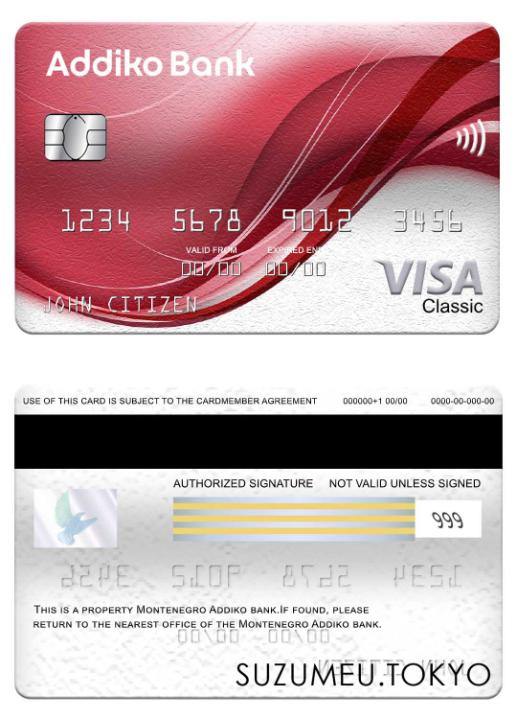 Addiko Bank
1234 5678 9012 3456
VALID FROM EXPIRED END
00/00 00/00
JOHN CITIZEN
VISA
Classic
USE OF THIS CARD IS SUBJECT TO THE CARDMEMBER AGREEMENT 000000+1 00/00 0000-00-000-00
AUTHORIZED SIGNATURE NOT VALID UNLESS SIGNED
999
THIS IS A PROPERTY MONTENEGRO ADDIKO BANK.IF FOUND, PLEASE
RETURN TO THE NEAREST OFFICE OF THE MONTENEGRO ADDIKO BANK.
SUZUMEU.TOKYO